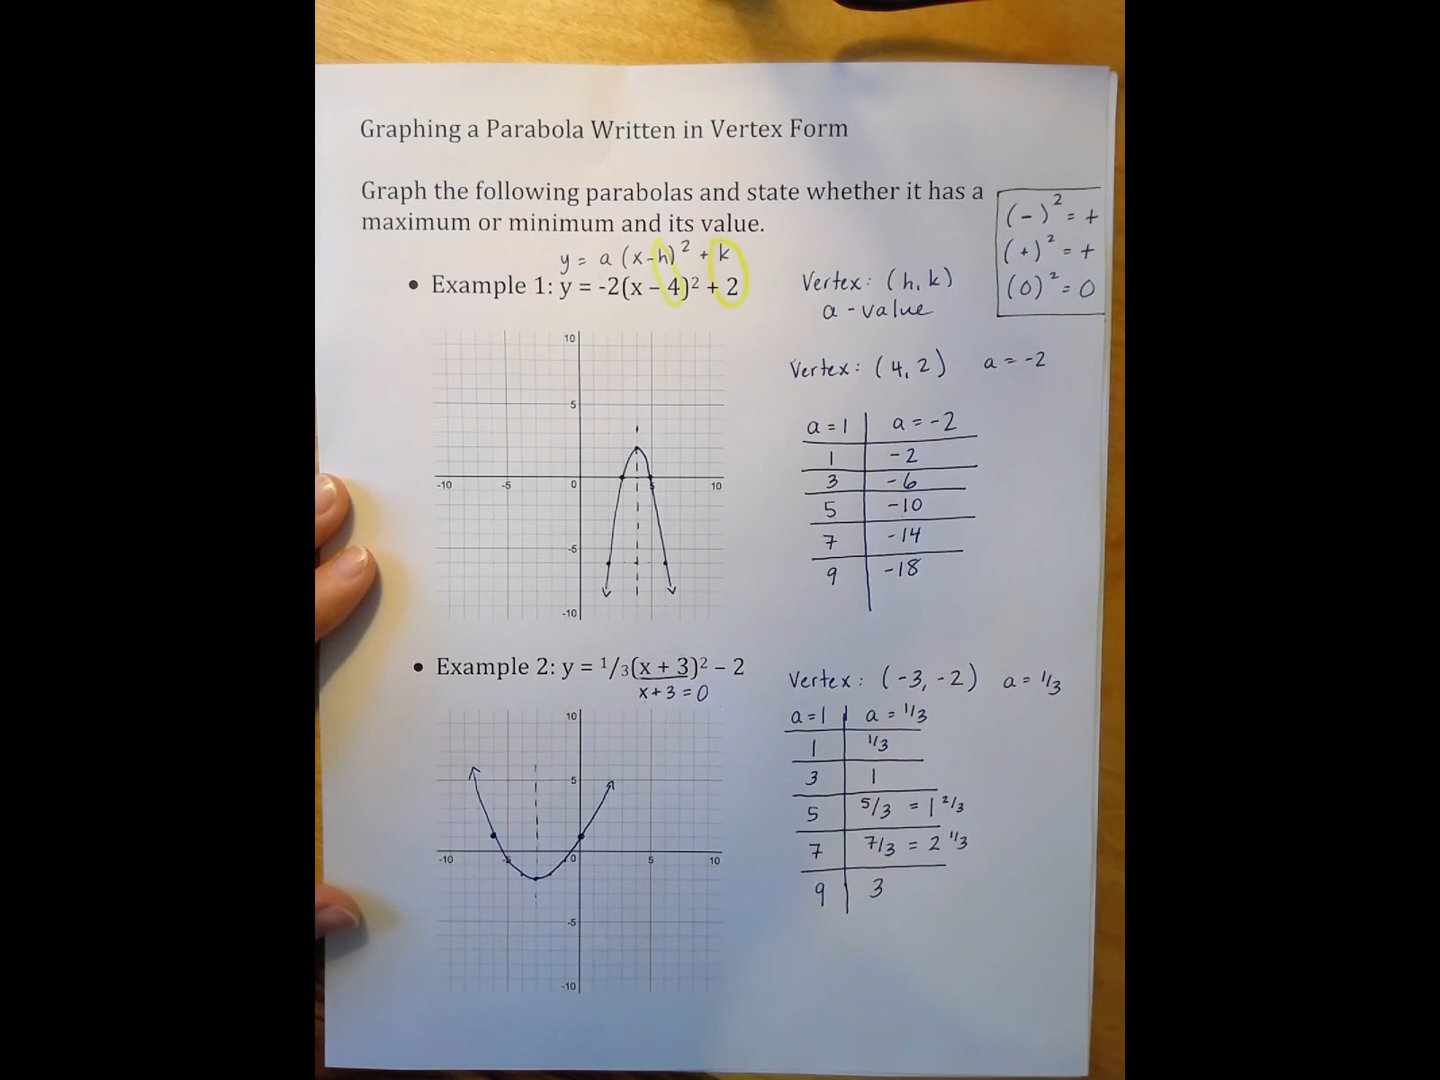 Graphing a Parabola Written in Vertex Form
Graph the following parabolas and state whether it has a
maximum or minimum and its value.
(-)² = +
(+)² = +
(0)² = 0
y = a (x-h)² + k
• Example 1: y = -2(x – 4)² + 2
Vertex: (h, k)
a - value
Vertex: (4, 2) a = -2
a = 1 a = -2
1 -2
3 -6
5 -10
7 -14
9 -18
10
5
-10 -5 0 5 10
-5
-10
• Example 2: y = ¹/₃(x + 3)² – 2
x + 3 = 0
Vertex: (-3, -2) a = 1/3
a = 1 a = 1/3
1 1/3
3 1
5 5/3 = 1 2/3
7 7/3 = 2 1/3
9 3
10
5
-10 -5 0 5 10
-5
-10